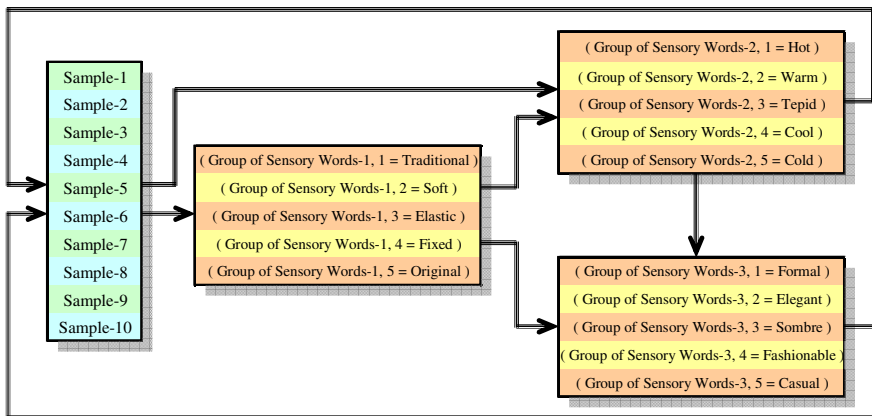 Sample-1
Sample-2
Sample-3
Sample-4
Sample-5
Sample-6
Sample-7
Sample-8
Sample-9
Sample-10
( Group of Sensory Words-1, 1 = Traditional)
( Group of Sensory Words-1, 2 = Soft )
( Group of Sensory Words-1, 3 = Elastic )
( Group of Sensory Words-1, 4 = Fixed )
( Group of Sensory Words-1, 5 = Original )
( Group of Sensory Words-2, 1 = Hot )
( Group of Sensory Words-2, 2 = Warm )
( Group of Sensory Words-2, 3 = Tepid )
( Group of Sensory Words-2, 4 = Cool )
( Group of Sensory Words-2, 5 = Cold )
( Group of Sensory Words-3, 1 = Formal )
( Group of Sensory Words-3, 2 = Elegant )
( Group of Sensory Words-3, 3 = Sombre )
( Group of Sensory Words-3, 4 = Fashionable )
( Group of Sensory Words-3, 5 = Casual )